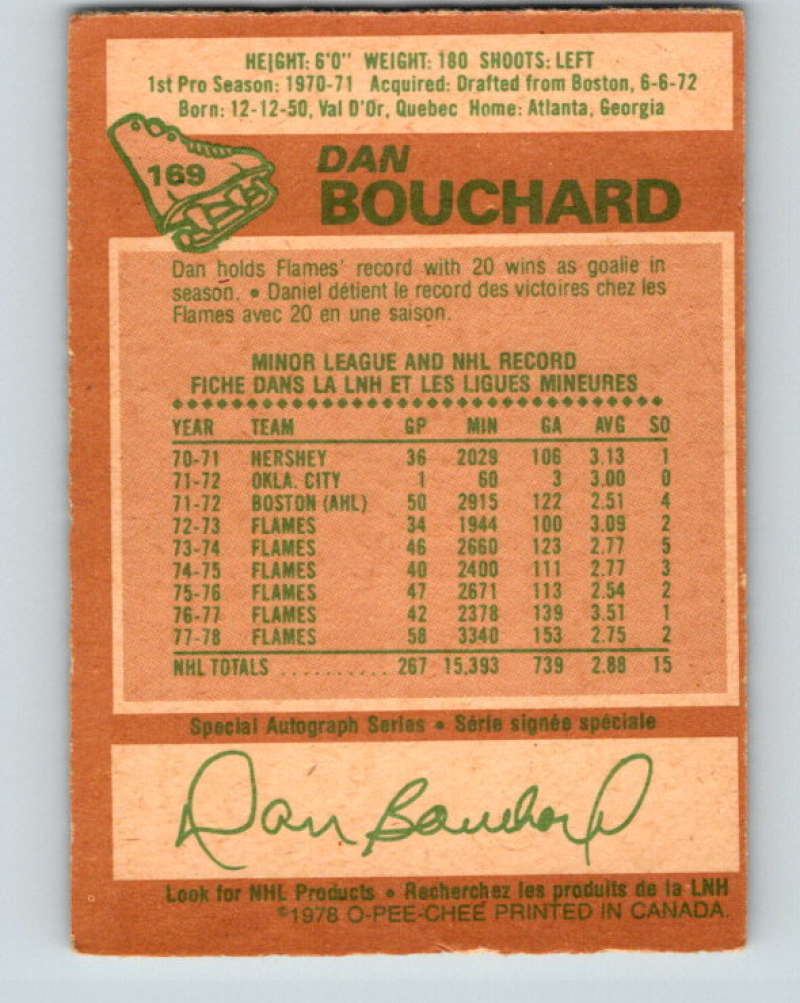 HEIGHT: 6'0" WEIGHT: 180 SHOOTS: LEFT
1st Pro Season: 1970-71 Acquired: Drafted from Boston, 6-6-72
Born: 12-12-50, Val D'Or, Quebec Home: Atlanta, Georgia
169
DAN
BOUCHARD
Dan holds Flames' record with 20 wins as goalie in
season. • Daniel détient le record des victoires chez les
Flames avec 20 en une saison.
MINOR LEAGUE AND NHL RECORD
FICHE DANS LA LNH ET LES LIGUES MINEURES
YEAR TEAM GP MIN GA AVG SO
70-71 HERSHEY 36 2029 106 3.13 1
71-72 OKLA. CITY 1 60 3 3.00 0
71-72 BOSTON (AHL) 50 2915 122 2.51 4
72-73 FLAMES 34 1944 100 3.09 2
73-74 FLAMES 46 2660 123 2.77 5
74-75 FLAMES 40 2400 111 2.77 3
75-76 FLAMES 47 2671 113 2.54 2
76-77 FLAMES 42 2378 139 3.51 1
77-78 FLAMES 58 3340 153 2.75 2
NHL TOTALS .......... 267 15,393 739 2.88 15
Special Autograph Series • Série signée spéciale
Dan Bouchard
Look for NHL Products • Recherchez les produits de la LNH
©1978 O-PEE-CHEE PRINTED IN CANADA.